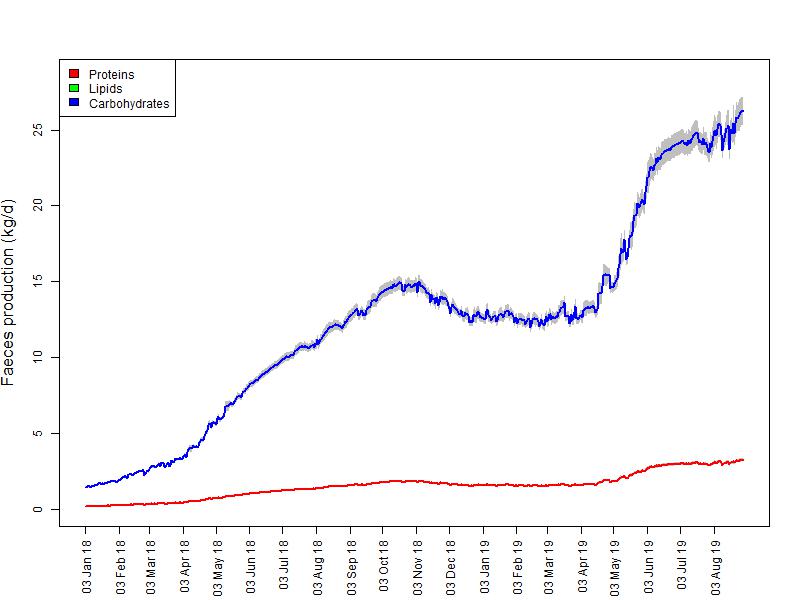 Proteins
Lipids
Carbohydrates
Faeces production (kg/d)
25
20
15
10
5
0
03 Jan 18
03 Feb 18
03 Mar 18
03 Apr 18
03 May 18
03 Jun 18
03 Jul 18
03 Aug 18
03 Sep 18
03 Oct 18
03 Nov 18
03 Dec 18
03 Jan 19
03 Feb 19
03 Mar 19
03 Apr 19
03 May 19
03 Jun 19
03 Jul 19
03 Aug 19